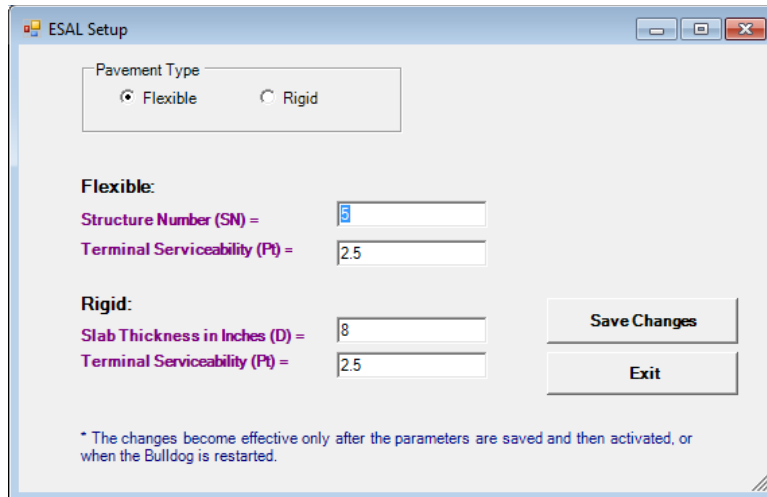 ESAL Setup
Pavement Type
Flexible Rigid
Flexible:
Structure Number (SN) = 5
Terminal Serviceability (Pt) = 2.5
Rigid:
Slab Thickness in Inches (D) = 8
Save Changes
Terminal Serviceability (Pt) = 2.5
Exit
* The changes become effective only after the parameters are saved and then activated, or
when the Bulldog is restarted.